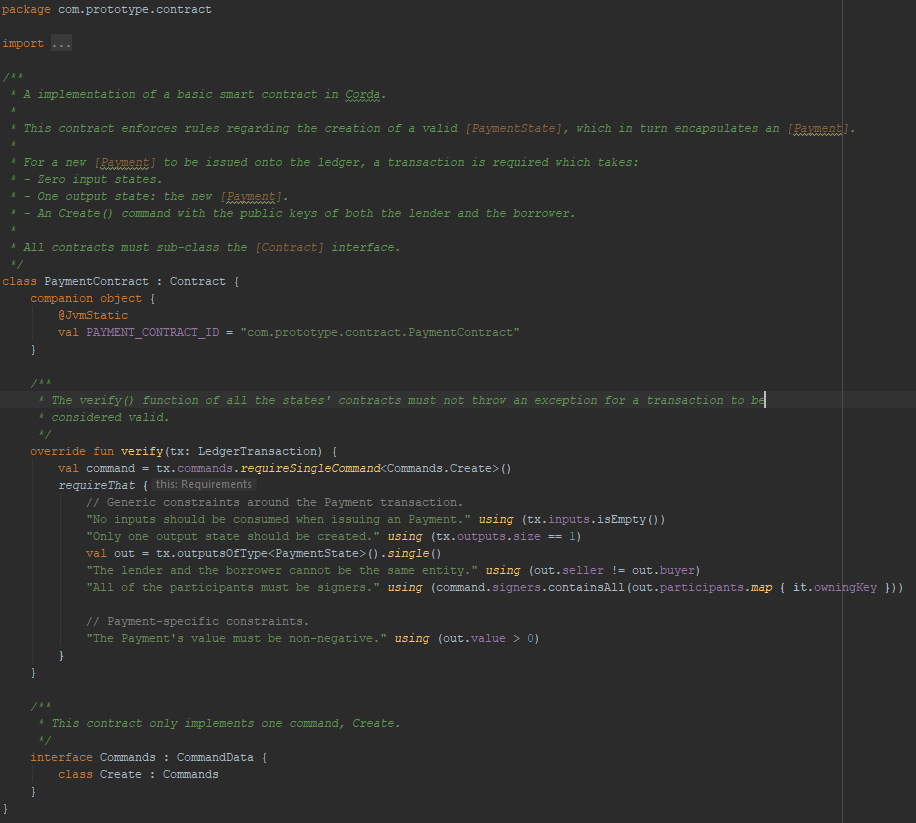 package com.prototype.contract
import ...
/**
* A implementation of a basic smart contract in Corda.
*
* This contract enforces rules regarding the creation of a valid [PaymentState], which in turn encapsulates an [Payment].
*
* For a new [Payment] to be issued onto the ledger, a transaction is required which takes:
* - Zero input states.
* - One output state: the new [Payment].
* - An Create() command with the public keys of both the lender and the borrower.
*
* All contracts must sub-class the [Contract] interface.
*/
class PaymentContract : Contract {
companion object {
@JvmStatic
val PAYMENT_CONTRACT_ID = "com.prototype.contract.PaymentContract"
}
/**
* The verify() function of all the states' contracts must not throw an exception for a transaction to be
* considered valid.
*/
override fun verify(tx: LedgerTransaction) {
val command = tx.commands.requireSingleCommand<Commands.Create>()
requireThat { this: Requirements
// Generic constraints around the Payment transaction.
"No inputs should be consumed when issuing an Payment." using (tx.inputs.isEmpty())
"Only one output state should be created." using (tx.outputs.size == 1)
val out = tx.outputsOfType<PaymentState>().single()
"The lender and the borrower cannot be the same entity." using (out.seller != out.buyer)
"All of the participants must be signers." using (command.signers.containsAll(out.participants.map { it.owningKey }))
// Payment-specific constraints.
"The Payment's value must be non-negative." using (out.value > 0)
}
}
/**
* This contract only implements one command, Create.
*/
interface Commands : CommandData {
class Create : Commands
}
}